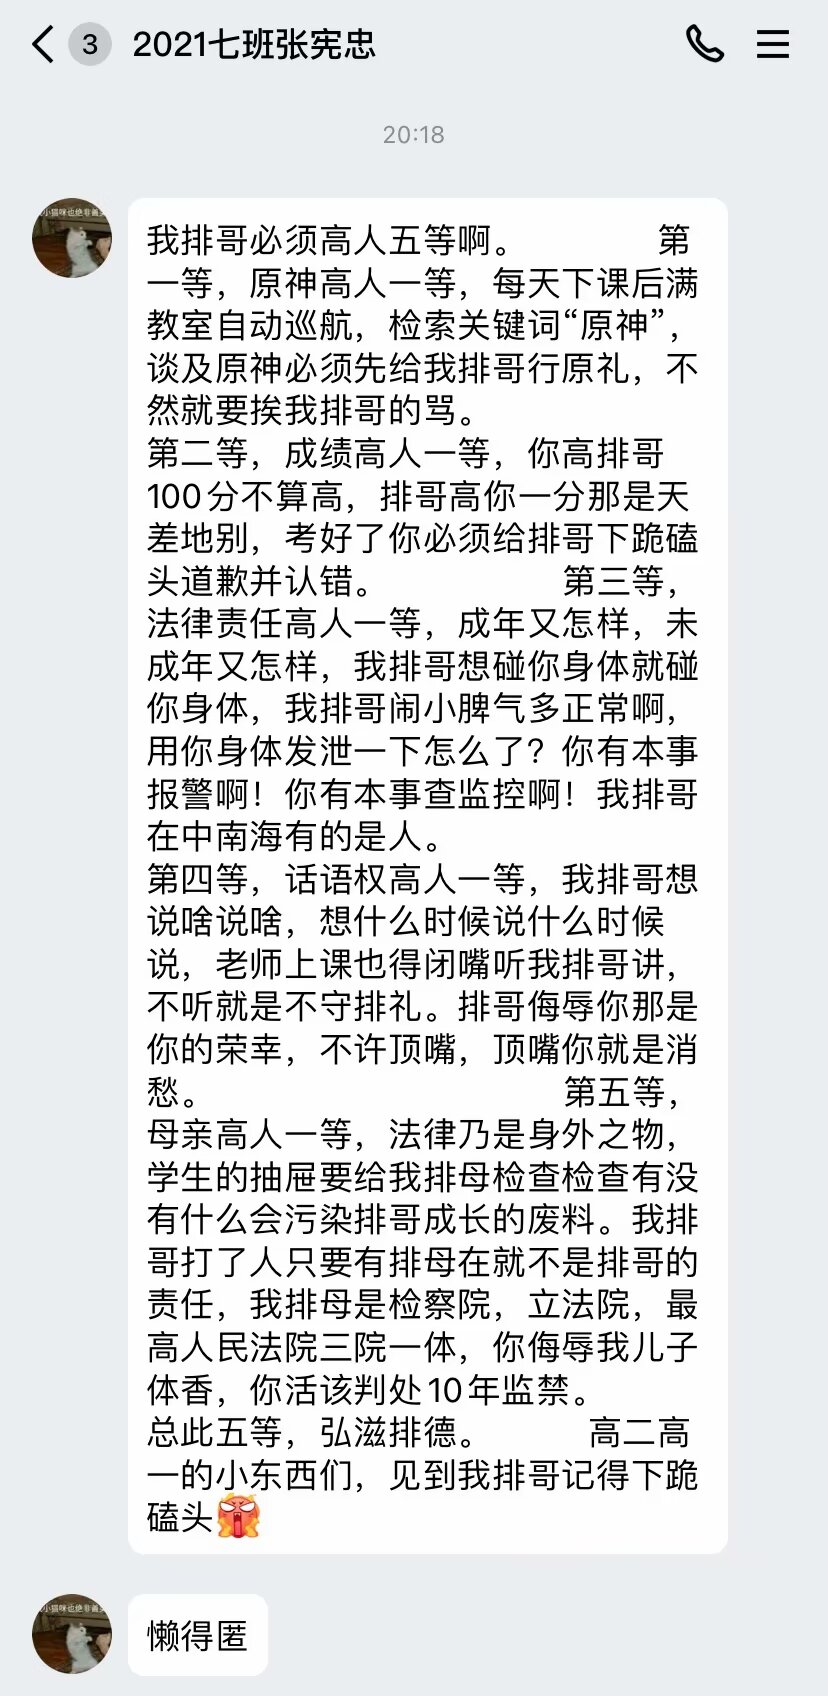 3 2021七班张宪忠
20:18
小猫咪也绝非善
我排哥必须高人五等啊。 第
一等，原神高人一等，每天下课后满
教室自动巡航，检索关键词“原神”，
谈及原神必须先给我排哥行原礼，不
然就要挨我排哥的骂。
第二等，成绩高人一等，你高排哥
100分不算高，排哥高你一分那是天
差地别，考好了你必须给排哥下跪磕
头道歉并认错。 第三等，
法律责任高人一等，成年又怎样，未
成年又怎样，我排哥想碰你身体就碰
你身体，我排哥闹小脾气多正常啊，
用你身体发泄一下怎么了？你有本事
报警啊！你有本事查监控啊！我排哥
在中南海有的是人。
第四等，话语权高人一等，我排哥想
说啥说啥，想什么时候说什么时候
说，老师上课也得闭嘴听我排哥讲，
不听就是不守排礼。排哥侮辱你那是
你的荣幸，不许顶嘴，顶嘴你就是消
愁。 第五等，
母亲高人一等，法律乃是身外之物，
学生的抽屉要给我排母检查检查有没
有什么会污染排哥成长的废料。我排
哥打了人只要有排母在就不是排哥的
责任，我排母是检察院，立法院，最
高人民法院三院一体，你侮辱我儿子
体香，你活该判处10年监禁。
总此五等，弘滋排德。 高二高
一的小东西们，见到我排哥记得下跪
磕头
小猫咪也绝非善
懒得匿